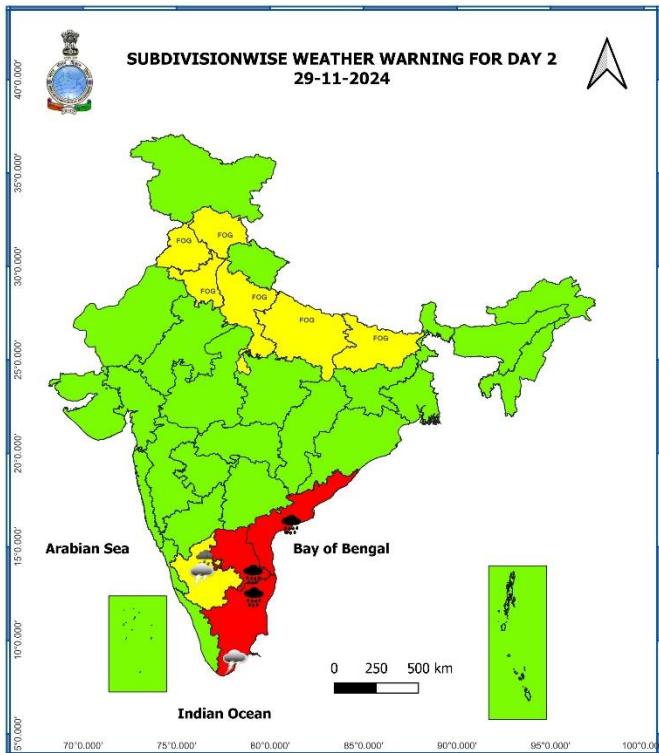 SUBDIVISIONWISE WEATHER WARNING FOR DAY 2
29-11-2024
40°0.000'
35°0.000'
FOG
FOG
30°0.000'
FOG
FOG
FOG
FOG
25°0.000'
20°0.000'
15°0.000'
Arabian Sea
Bay of Bengal
10°0.000'
0 250 500 km
Indian Ocean
5°0.000'
70°0.000' 75°0.000' 80°0.000' 85°0.000' 90°0.000' 95°0.000' 100°0.0